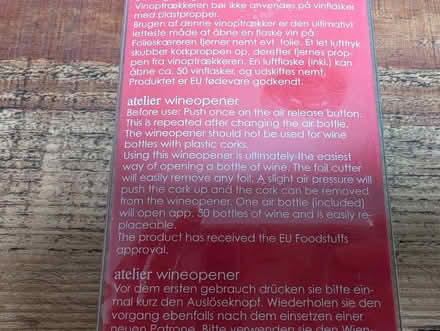 Vinoptrækkeren bør ikke anvendes på vinflasker
med plastpropper.
Brugen af denne vinoptrækker er den ultimativt
letteste måde at åbne en flaske vin på.
Folieskæreren fjerner nemt evt. folie. Et let lufttryk
skubber korkproppen op, derefter fjernes prop-
pen fra vinoptrækkeren. En luftflaske (inkl.) kan
åbne ca. 50 vinflasker, og udskiftes nemt.
Produktet er EU fødevare godkendt.
atelier wineopener
Before use: Push once on the air release button.
This is repeated after changing the air bottle.
The wineopener should not be used for wine
bottles with plastic corks.
Using this wineopener is ultimately the easiest
way of opening a bottle of wine. The foil cutter
will easily remove any foil. A slight air pressure will
push the cork up and the cork can be removed
from the wineopener. One air bottle (included)
will open app. 50 bottles of wine and is easily re-
placeable.
The product has received the EU Foodstuffs
approval.
atelier wineopener
Vor dem ersten gebrauch drücken sie bitte ein-
mal kurz den Auslöseknopf. Wiederholen sie den
vorgang ebenfalls nach dem einsetzen einer
neuen Patrone. Bitte verwenden sie den Wien